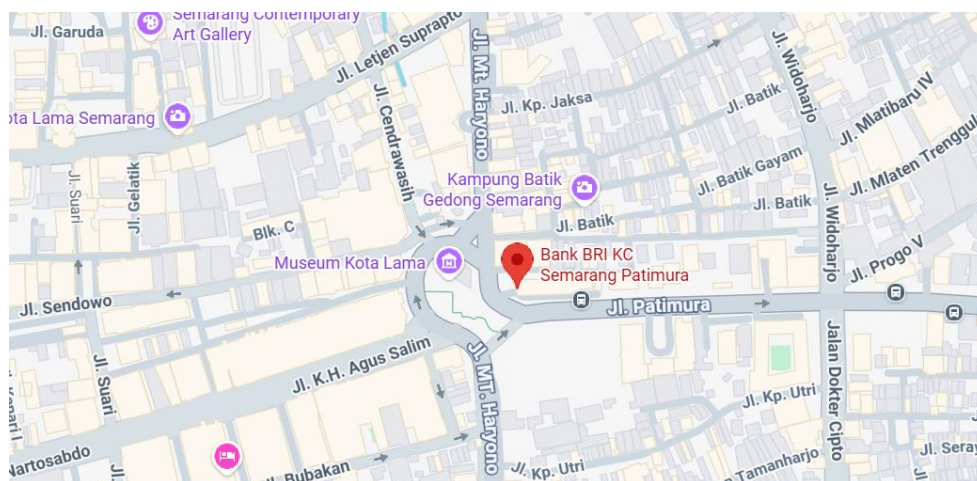 Semarang Contemporary
Art Gallery
Jl. Garuda
Jl. Letjen Suprapto
Jl. Mt. Haryono
Jl. Widoharjo
Jl. Kp. Jaksa
Jl. Batik
Jl. Mlatibaru IV
ota Lama Semarang
Jl. Cendrawasih
Jl. Gelatik
Jl. Suari
Kampung Batik
Gedong Semarang
Jl. Batik Gayam
Jl. Mlaten Trenggul
Jl. Batik
Jl. Batik
Jl. Widoharjo
Blk. C
Museum Kota Lama
Bank BRI KC
Semarang Patimura
Jl. Progo V
Jl. Sendowo
Jl. Patimura
Jl. K.H. Agus Salim
Jl. MT. Haryono
Jl. Suari
Jalan Dokter Cipto
Jl. Kp. Utri
Nartosabdo
Jl. Bubakan
Jl. Kp. Utri
Tamanharjo
Jl. Seray